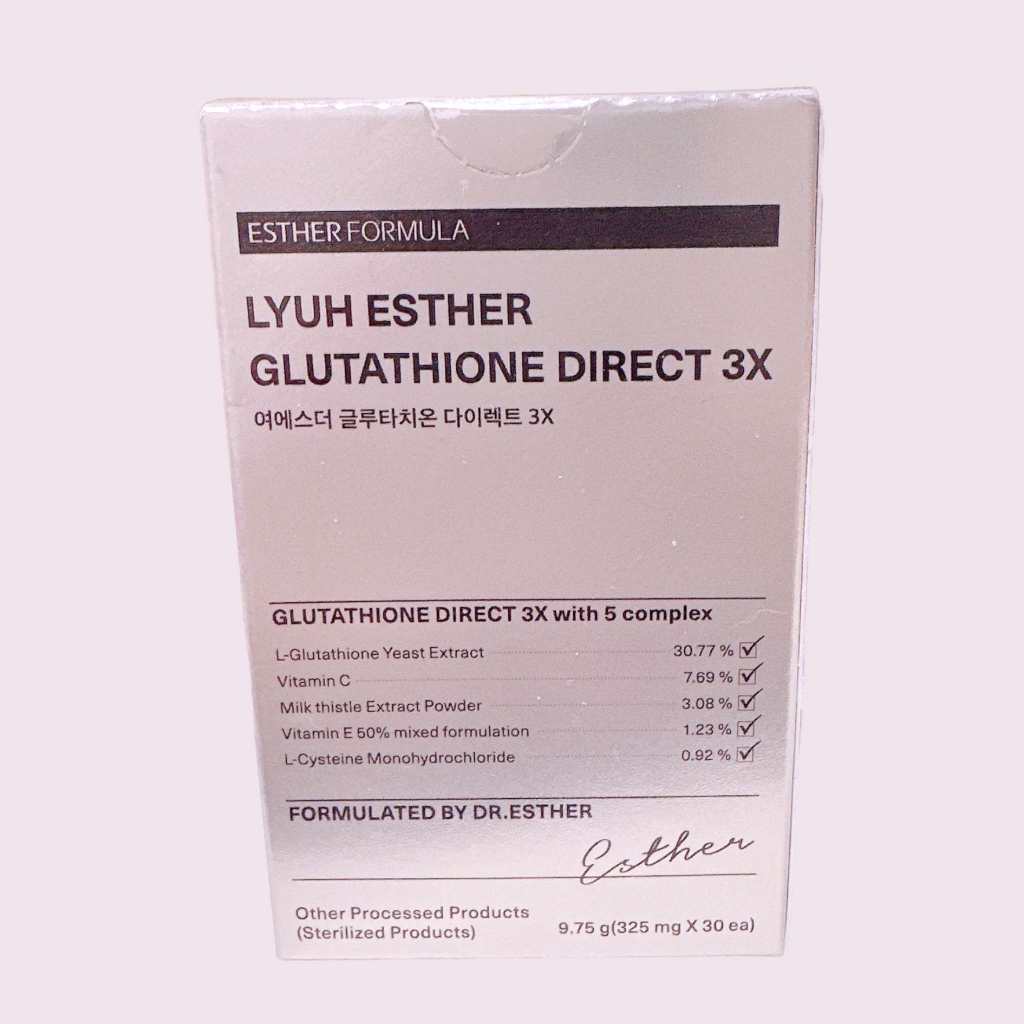 ESTHER FORMULA
LYUH ESTHER
GLUTATHIONE DIRECT 3X
여에스더 글루타치온 다이렉트 3X
GLUTATHIONE DIRECT 3X with 5 complex
L-Glutathione Yeast Extract 30.77 %
Vitamin C 7.69 %
Milk thistle Extract Powder 3.08 %
Vitamin E 50% mixed formulation 1.23 %
L-Cysteine Monohydrochloride 0.92 %
FORMULATED BY DR.ESTHER
Esther
Other Processed Products
(Sterilized Products) 9.75 g(325 mg X 30 ea)